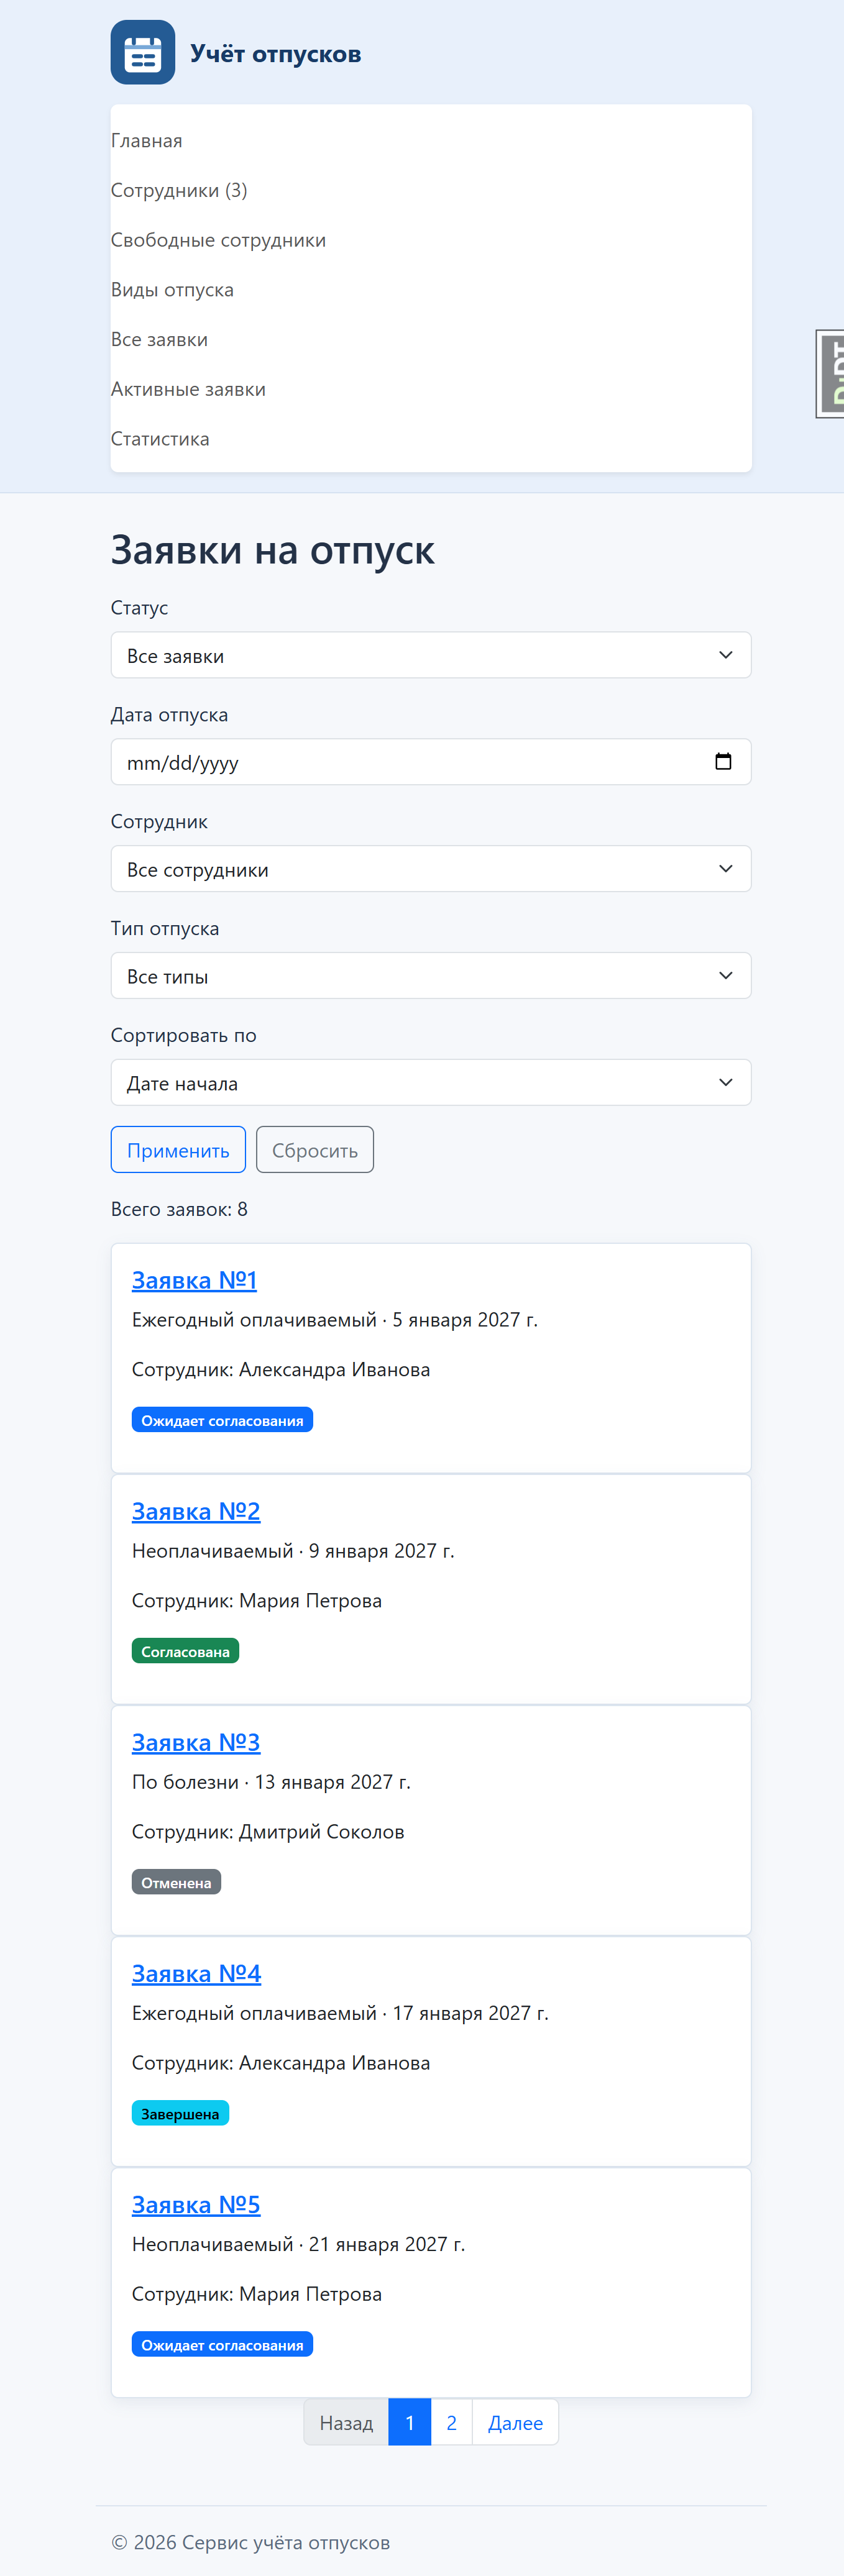 Учёт отпусков
Главная
Сотрудники (3)
Свободные сотрудники
Виды отпуска
Все заявки
Активные заявки
Статистика
DjDT
Заявки на отпуск
Статус
Все заявки
Дата отпуска
mm/dd/yyyy
Сотрудник
Все сотрудники
Тип отпуска
Все типы
Сортировать по
Дате начала
Применить Сбросить
Всего заявок: 8
Заявка №1
Ежегодный оплачиваемый · 5 января 2027 г.
Сотрудник: Александра Иванова
Ожидает согласования
Заявка №2
Неоплачиваемый · 9 января 2027 г.
Сотрудник: Мария Петрова
Согласована
Заявка №3
По болезни · 13 января 2027 г.
Сотрудник: Дмитрий Соколов
Отменена
Заявка №4
Ежегодный оплачиваемый · 17 января 2027 г.
Сотрудник: Александра Иванова
Завершена
Заявка №5
Неоплачиваемый · 21 января 2027 г.
Сотрудник: Мария Петрова
Ожидает согласования
Назад 1 2 Далее
© 2026 Сервис учёта отпусков